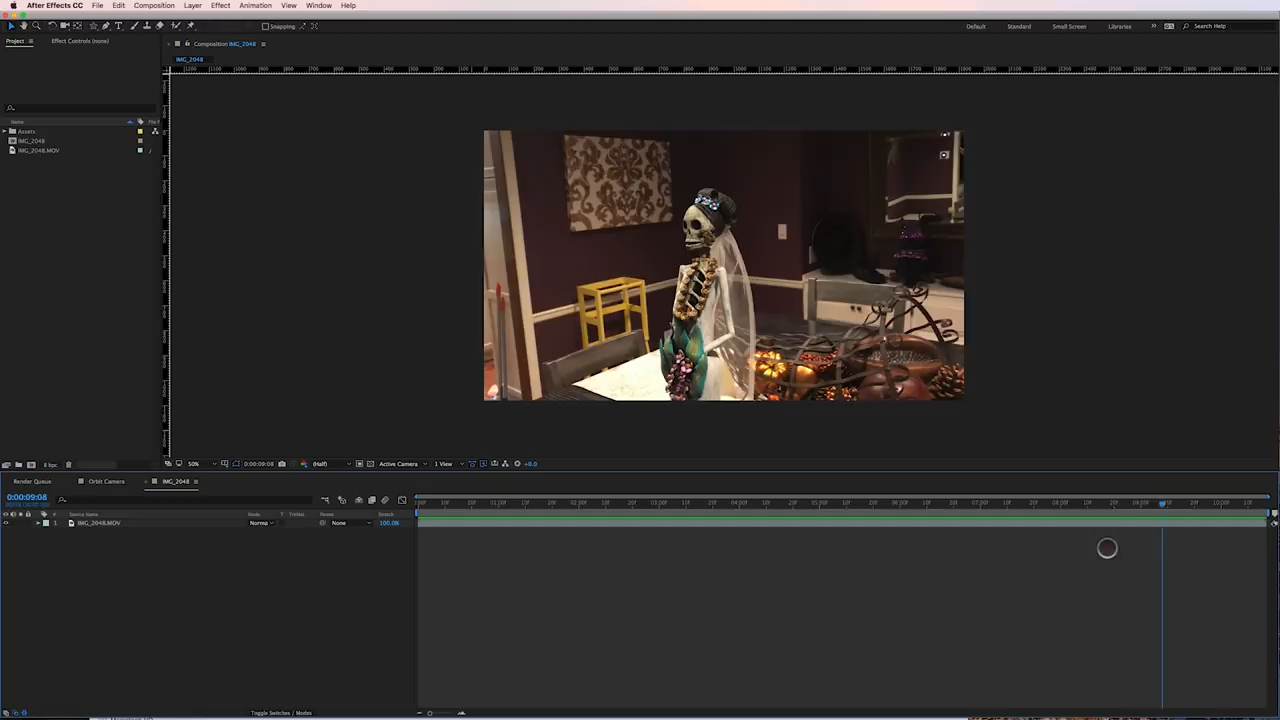 After Effects CC File Edit Composition Layer Effect Animation View Window Help
Snapping Default Standard Small Screen Libraries Search Help
Project Effect Controls (none) Composition IMG_2048
IMG_2048
Name
Assets
IMG_2048
IMG_2048.MOV
8 bpc 50% 0:00:09:08 (Half) Active Camera 1 View +0.0
Render Queue Orbit Camera IMG_2048
0:00:09:08
# Source Name Mode T TrkMat Parent Stretch
1 IMG_2048.MOV Norma None 100.0%
Toggle Switches / Modes